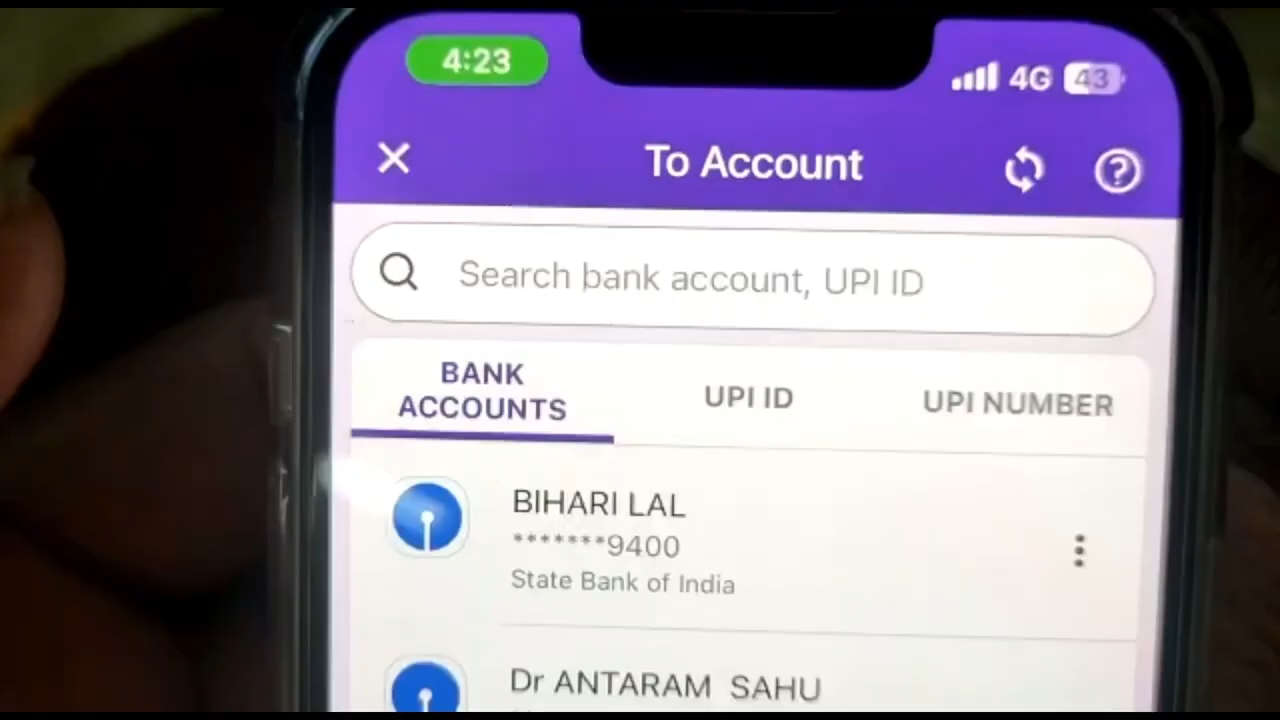 4:23
4G 43
To Account
Search bank account, UPI ID
BANK
ACCOUNTS
UPI ID
UPI NUMBER
BIHARI LAL
*******9400
State Bank of India
Dr ANTARAM SAHU